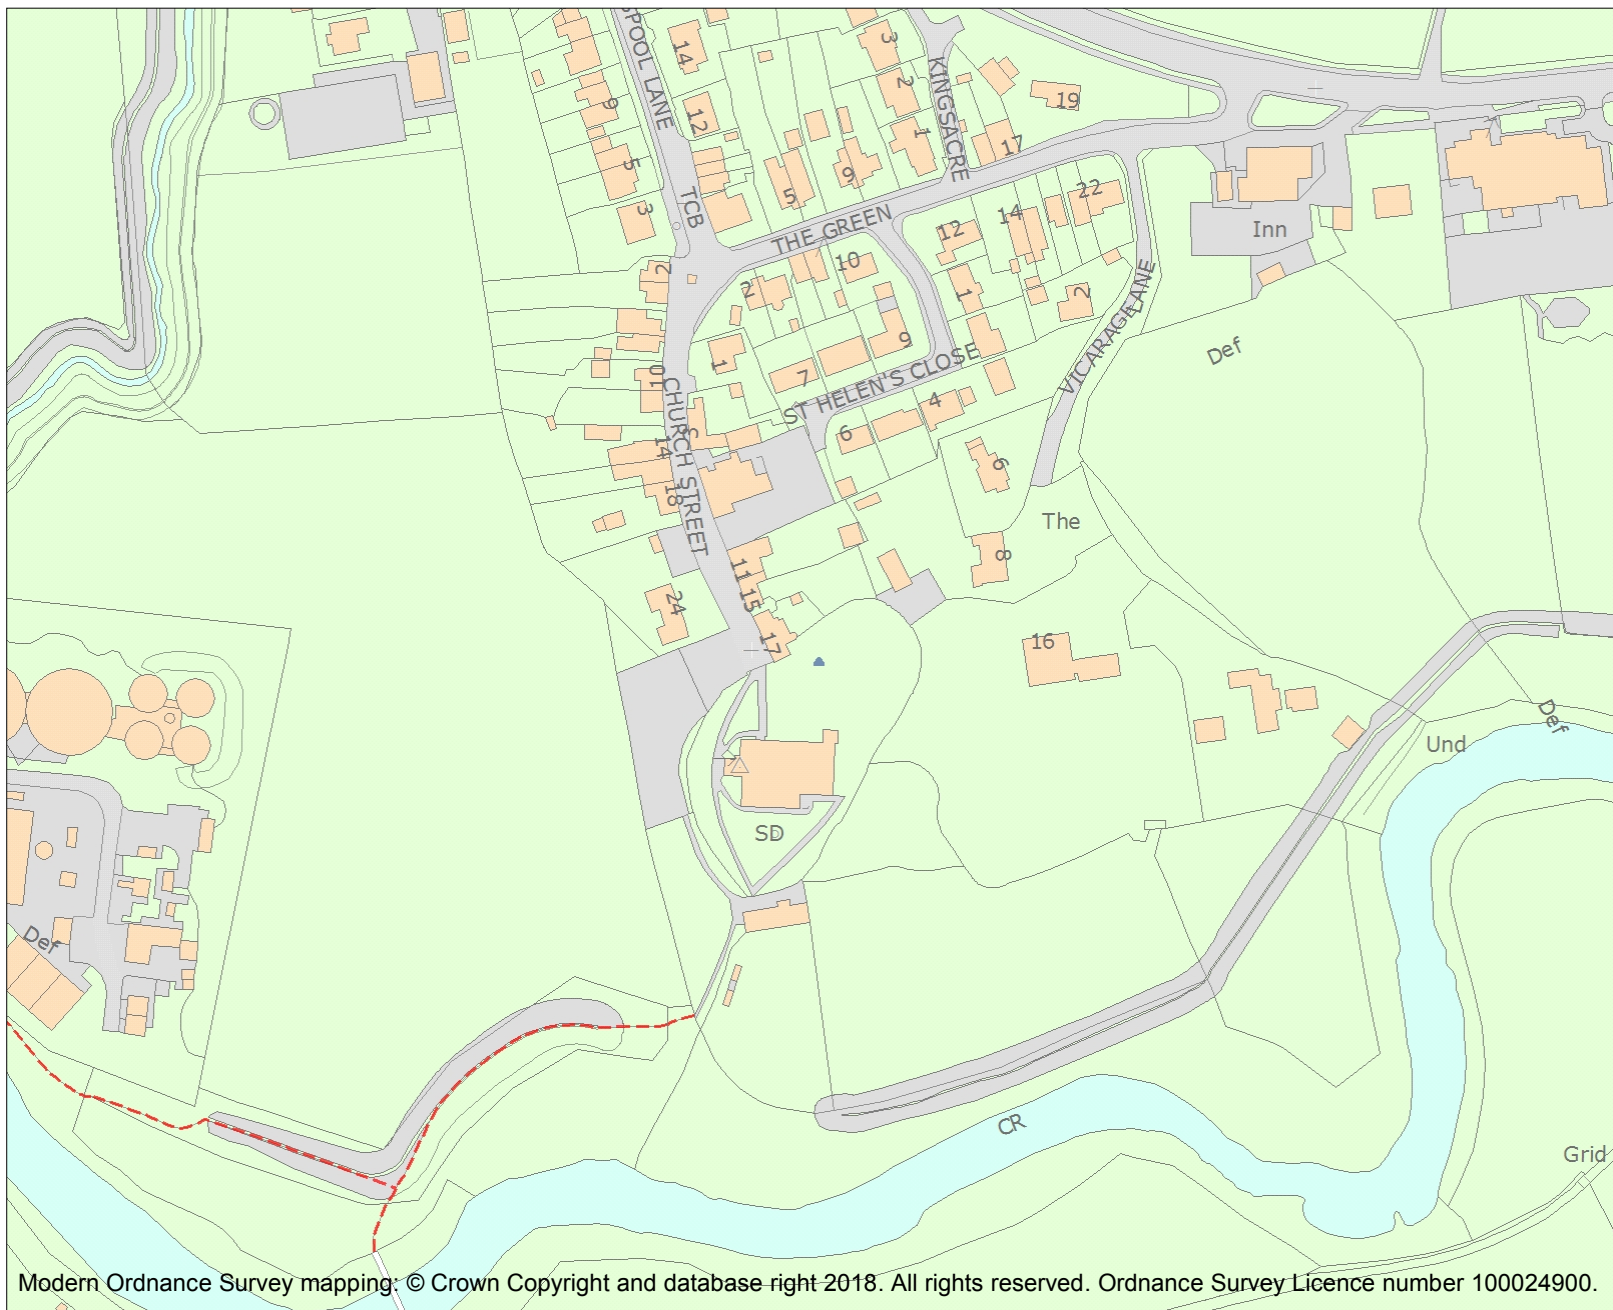 SPOOL LANE
14
3
KINGSACRE
2
19
9
12
1
17
5
9
5
22
3
TCB
THE GREEN
14
12
Inn
2
10
2
1
2
VICARAGE LANE
Def
9
1
7
ST HELEN'S CLOSE
10
CHURCH STREET
4
3
6
14
6
18
The
11
8
15
24
17
16
Def
Und
SD
Def
CR
Grid
Modern Ordnance Survey mapping: © Crown Copyright and database right 2018. All rights reserved. Ordnance Survey Licence number 100024900.